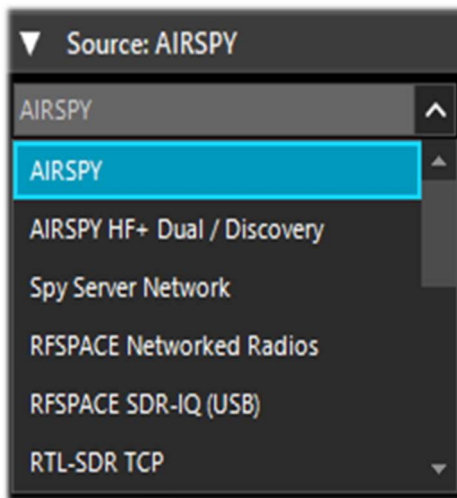 Source: AIRSPY
AIRSPY
AIRSPY
AIRSPY HF+ Dual / Discovery
Spy Server Network
RFSPACE Networked Radios
RFSPACE SDR-IQ (USB)
RTL-SDR TCP